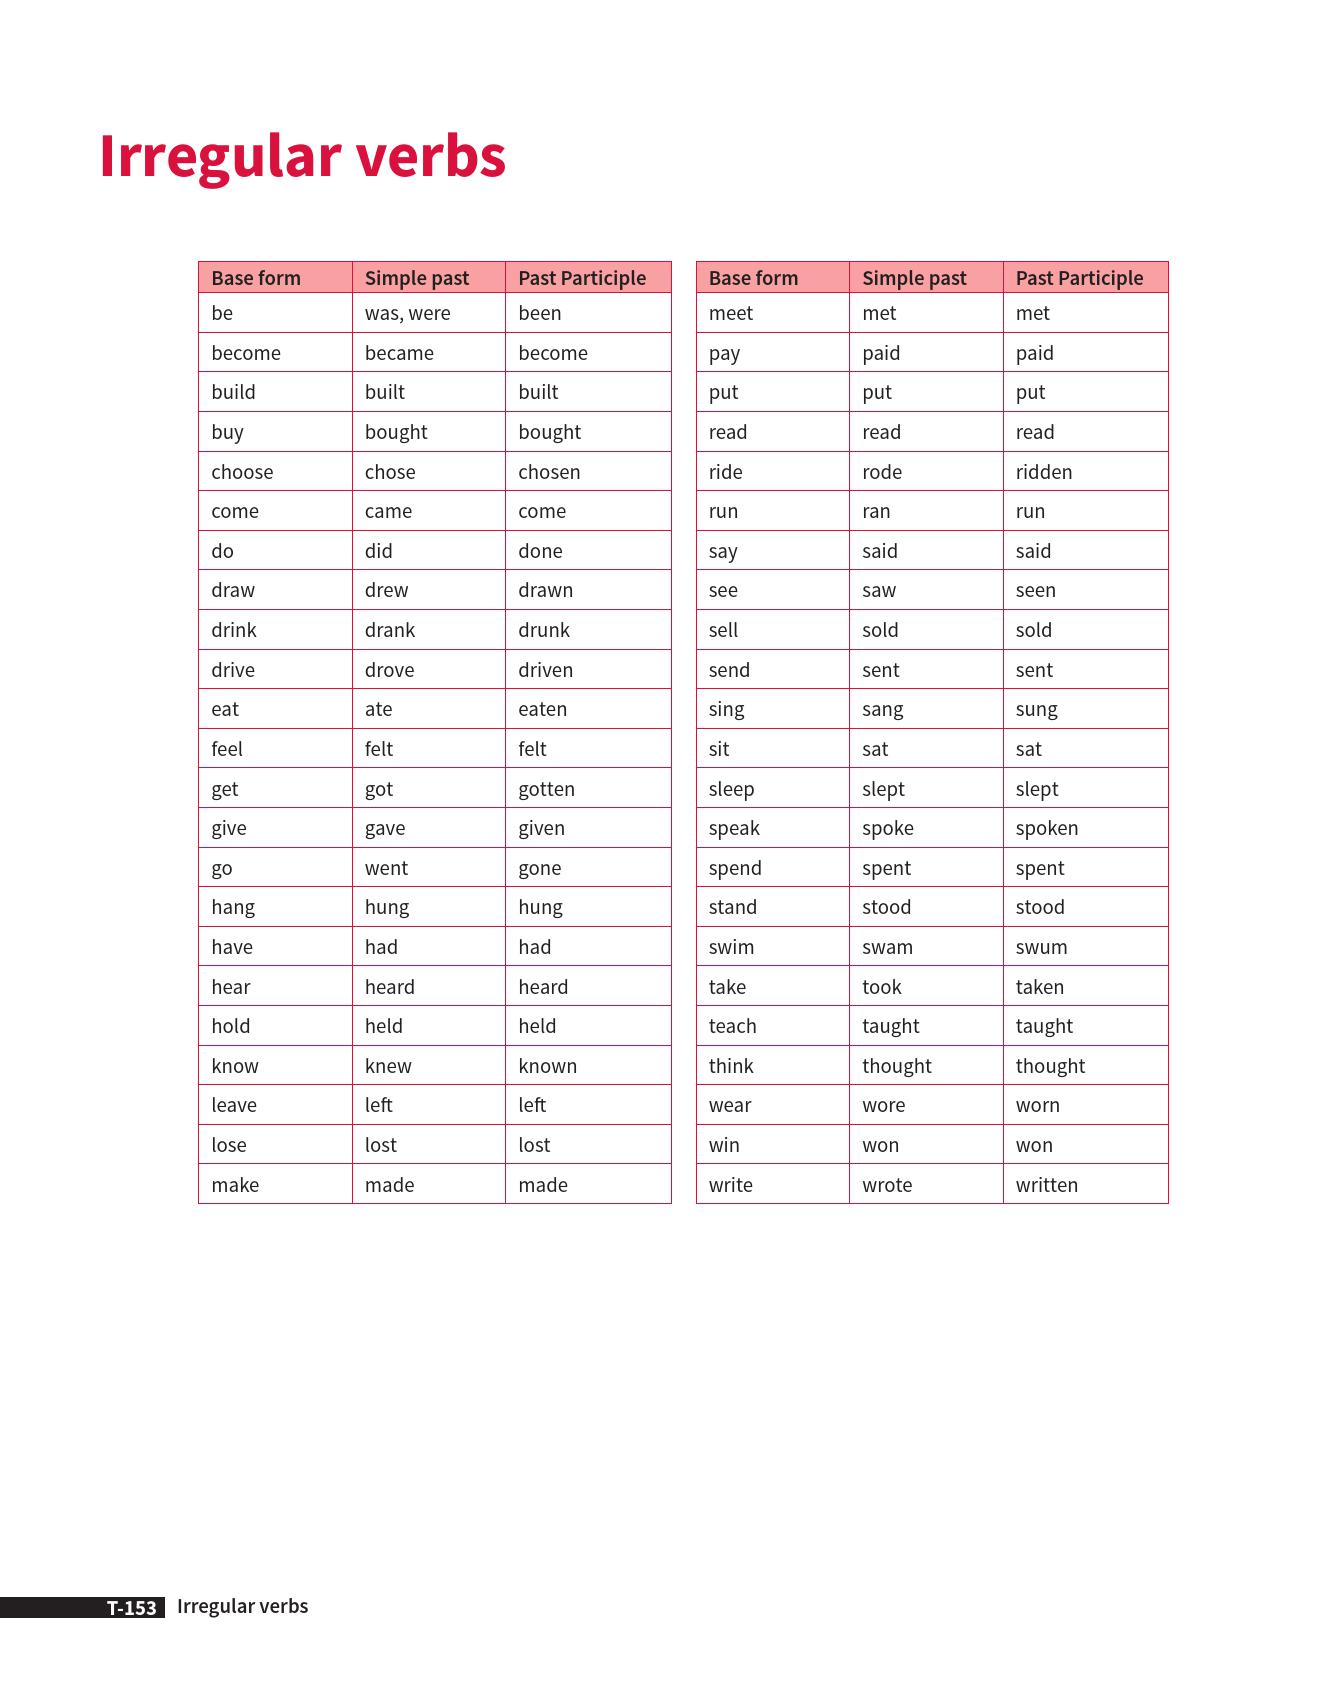 Irregular verbs
Base form Simple past Past Participle
be was, were been
become became become
build built built
buy bought bought
choose chose chosen
come came come
do did done
draw drew drawn
drink drank drunk
drive drove driven
eat ate eaten
feel felt felt
get got gotten
give gave given
go went gone
hang hung hung
have had had
hear heard heard
hold held held
know knew known
leave left left
lose lost lost
make made made
Base form Simple past Past Participle
meet met met
pay paid paid
put put put
read read read
ride rode ridden
run ran run
say said said
see saw seen
sell sold sold
send sent sent
sing sang sung
sit sat sat
sleep slept slept
speak spoke spoken
spend spent spent
stand stood stood
swim swam swum
take took taken
teach taught taught
think thought thought
wear wore worn
win won won
write wrote written
T-153 Irregular verbs